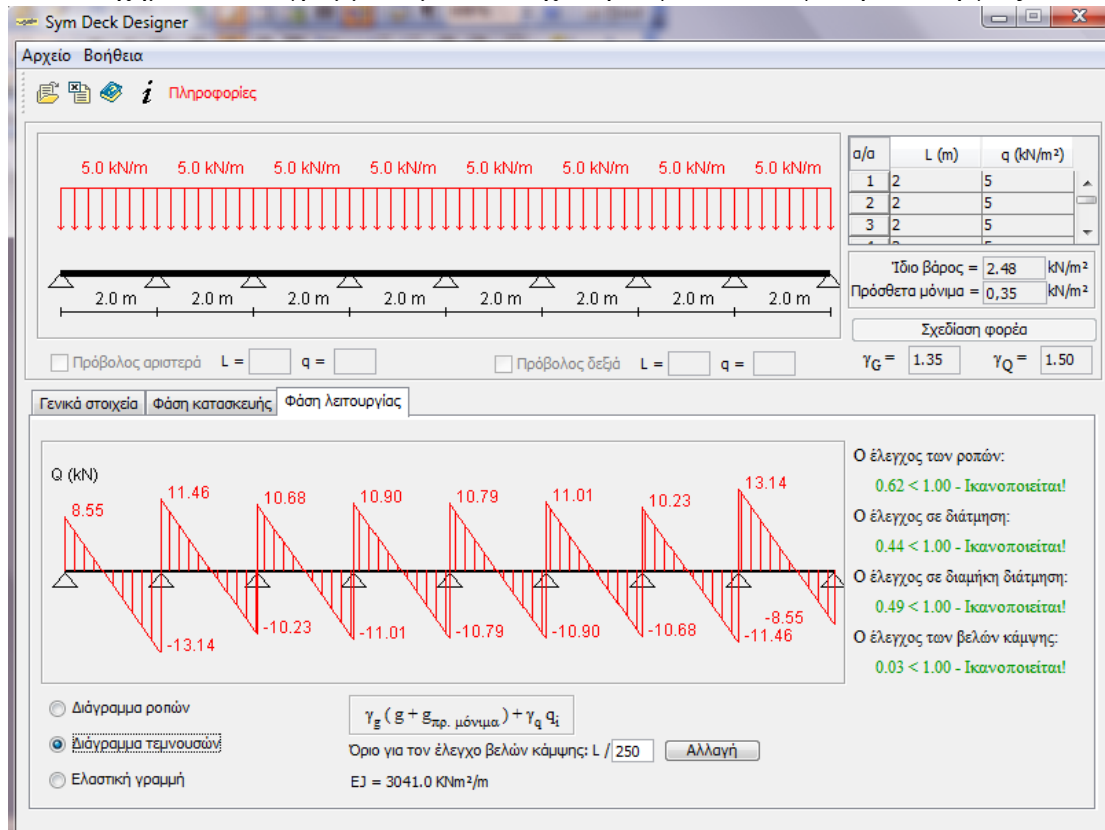 Sym Deck Designer
Αρχείο Βοήθεια
i Πληροφορίες
5.0 kN/m 5.0 kN/m 5.0 kN/m 5.0 kN/m 5.0 kN/m 5.0 kN/m 5.0 kN/m 5.0 kN/m
2.0 m 2.0 m 2.0 m 2.0 m 2.0 m 2.0 m 2.0 m 2.0 m
α/α L (m) q (kN/m²)
1 2 5
2 2 5
3 2 5
Ίδιο βάρος = 2.48 kN/m²
Πρόσθετα μόνιμα = 0,35 kN/m²
Σχεδίαση φορέα
Πρόβολος αριστερά L = q = Πρόβολος δεξιά L = q =
γG = 1.35 γQ = 1.50
Γενικά στοιχεία Φάση κατασκευής Φάση λειτουργίας
Q (kN)
8.55 11.46 10.68 10.90 10.79 11.01 10.23 13.14
-13.14 -10.23 -11.01 -10.79 -10.90 -10.68 -11.46 -8.55
Ο έλεγχος των ροπών:
0.62 < 1.00 - Ικανοποιείται!
Ο έλεγχος σε διάτμηση:
0.44 < 1.00 - Ικανοποιείται!
Ο έλεγχος σε διαμήκη διάτμηση:
0.49 < 1.00 - Ικανοποιείται!
Ο έλεγχος των βελών κάμψης:
0.03 < 1.00 - Ικανοποιείται!
Διάγραμμα ροπών
Διάγραμμα τεμνουσών
Ελαστική γραμμή
γg ( g + gπρ. μόνιμα ) + γq qi
Όριο για τον έλεγχο βελών κάμψης: L / 250 Αλλαγή
EJ = 3041.0 KNm²/m